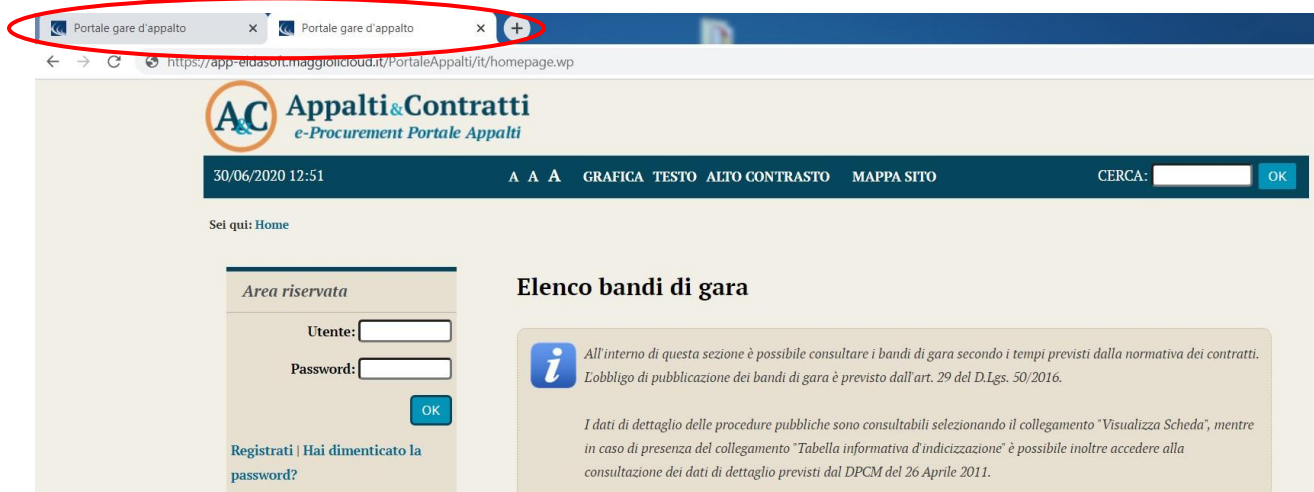 Portale gare d'appalto × Portale gare d'appalto × +
https://app-eldasoft.maggiolicloud.it/PortaleAppalti/it/homepage.wp
A&C Appalti&Contratti
e-Procurement Portale Appalti
30/06/2020 12:51 A A A GRAFICA TESTO ALTO CONTRASTO MAPPA SITO CERCA: OK
Sei qui: Home
Area riservata
Utente:
Password:
OK
Registrati | Hai dimenticato la
password?
Elenco bandi di gara
i
All'interno di questa sezione è possibile consultare i bandi di gara secondo i tempi previsti dalla normativa dei contratti.
L'obbligo di pubblicazione dei bandi di gara è previsto dall'art. 29 del D.Lgs. 50/2016.
I dati di dettaglio delle procedure pubbliche sono consultabili selezionando il collegamento "Visualizza Scheda", mentre
in caso di presenza del collegamento "Tabella informativa d'indicizzazione" è possibile inoltre accedere alla
consultazione dei dati di dettaglio previsti dal DPCM del 26 Aprile 2011.